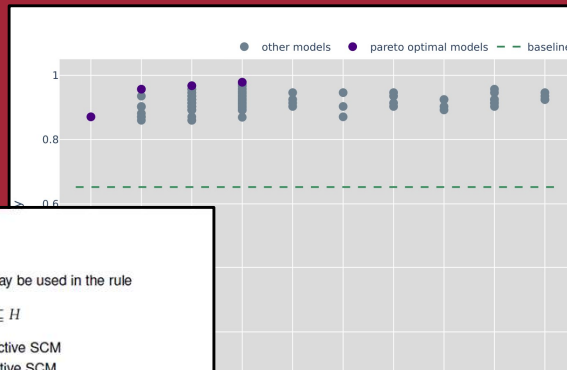 other models pareto optimal models baseline
1
0.8
0.6
y
ay be used in the rule
⊆ H
ctive SCM
tive SCM